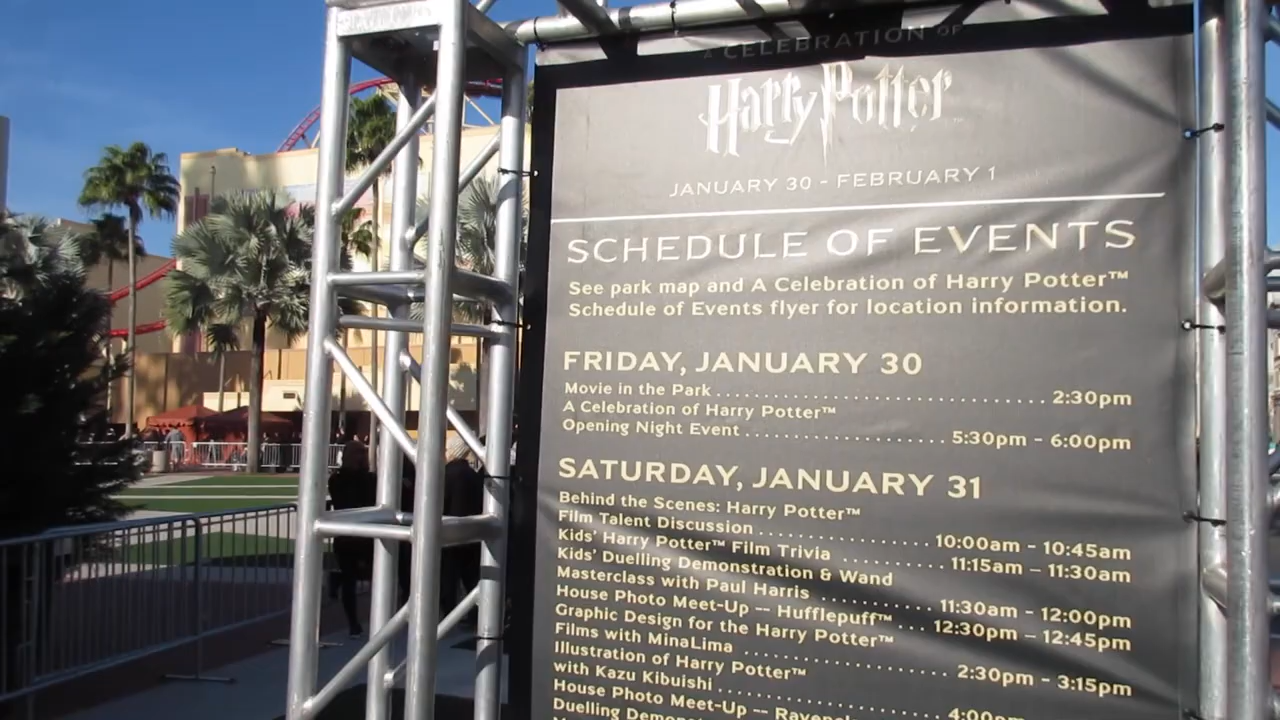 A CELEBRATION OF
Harry Potter
JANUARY 30 - FEBRUARY 1
SCHEDULE OF EVENTS
See park map and A Celebration of Harry Potter™
Schedule of Events flyer for location information.
FRIDAY, JANUARY 30
Movie in the Park .................................. 2:30pm
A Celebration of Harry Potter™
Opening Night Event ..................... 5:30pm - 6:00pm
SATURDAY, JANUARY 31
Behind the Scenes: Harry Potter™
Film Talent Discussion .................. 10:00am - 10:45am
Kids' Harry Potter™ Film Trivia .......... 11:15am - 11:30am
Kids' Duelling Demonstration & Wand
Masterclass with Paul Harris ............ 11:30am - 12:00pm
House Photo Meet-Up -- Hufflepuff™ ... 12:30pm - 12:45pm
Graphic Design for the Harry Potter™
Films with MinaLima ..................... 2:30pm - 3:15pm
Illustration of Harry Potter™
with Kazu Kibuishi ...................... 4:00pm
House Photo Meet-Up --
Duelling